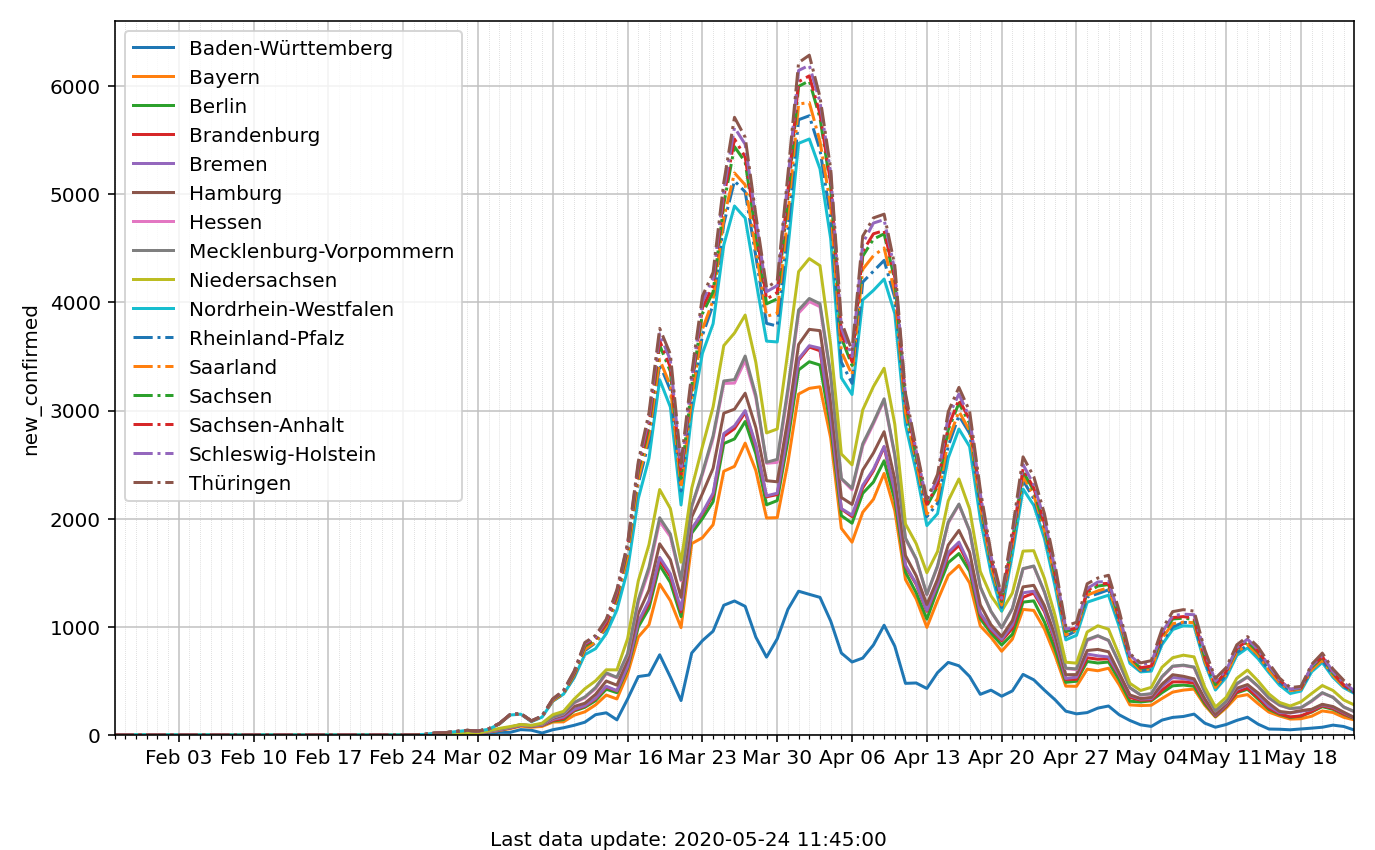 6000
5000
4000
3000
2000
1000
0
new_confirmed
Baden-Württemberg
Bayern
Berlin
Brandenburg
Bremen
Hamburg
Hessen
Mecklenburg-Vorpommern
Niedersachsen
Nordrhein-Westfalen
Rheinland-Pfalz
Saarland
Sachsen
Sachsen-Anhalt
Schleswig-Holstein
Thüringen
Feb 03 Feb 10 Feb 17 Feb 24 Mar 02 Mar 09 Mar 16 Mar 23 Mar 30 Apr 06 Apr 13 Apr 20 Apr 27 May 04 May 11 May 18
Last data update: 2020-05-24 11:45:00